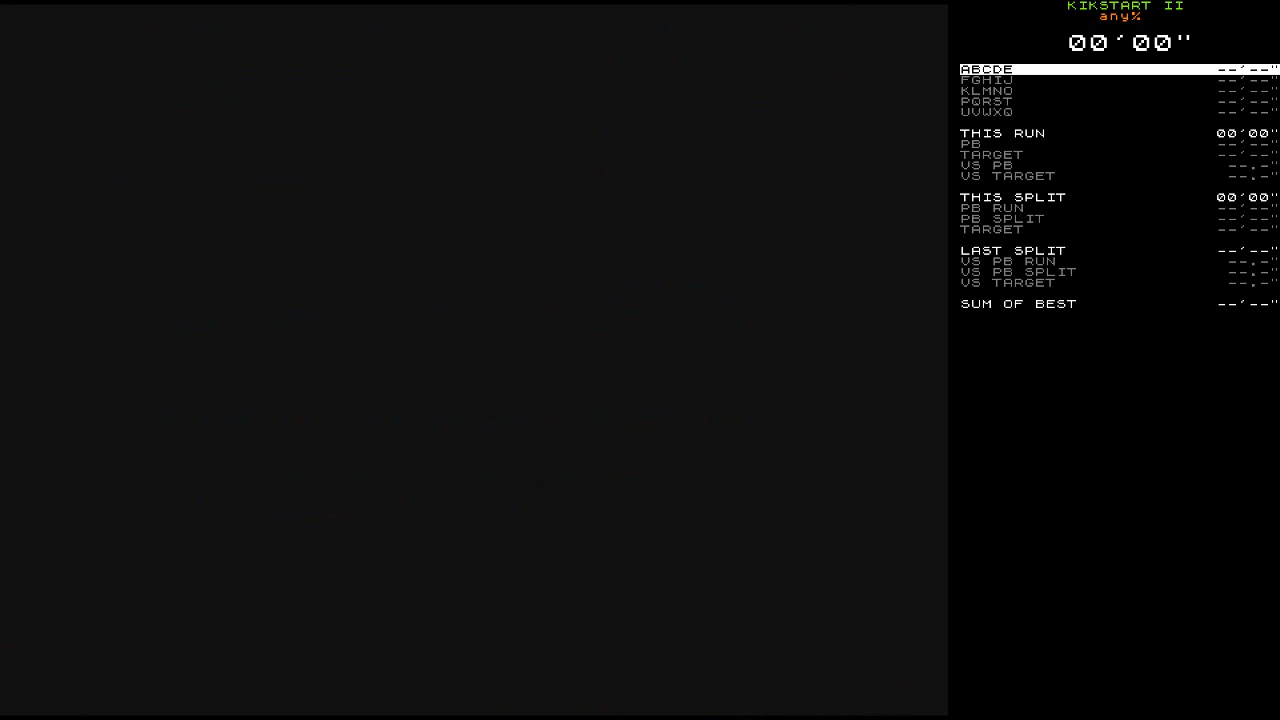 KIKSTART II
any%
00'00"
ABCDE --'--"
FGHIJ --'--"
KLMNO --'--"
PQRST --'--"
UVWXQ --'--"
THIS RUN 00'00"
PB --'--"
TARGET --'--"
VS PB --.-
VS TARGET --.-"
THIS SPLIT 00'00"
PB RUN --'--"
PB SPLIT --'--"
TARGET --'--"
LAST SPLIT --'--"
VS PB RUN --.-"
VS PB SPLIT --.-"
VS TARGET --.-"
SUM OF BEST --'--"